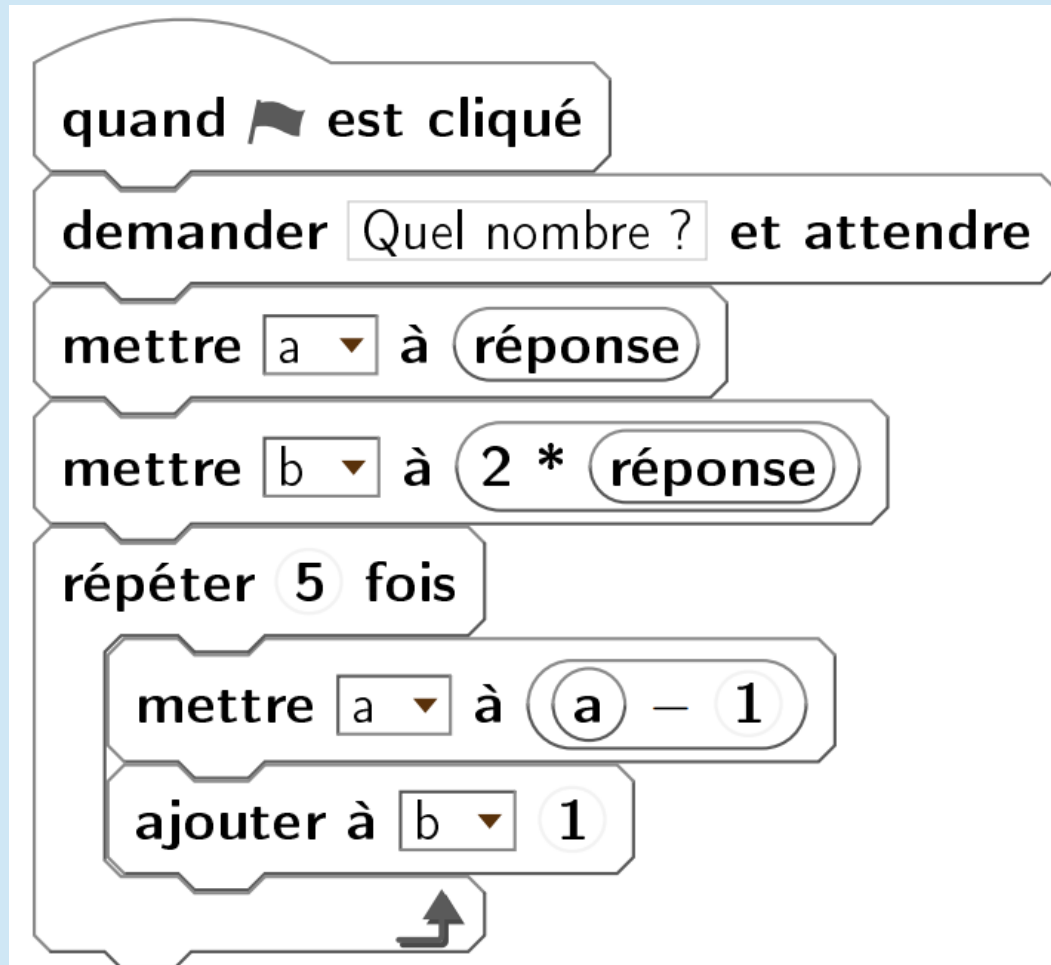 quand est cliqué
demander Quel nombre ? et attendre
mettre a à réponse
mettre b à 2 * réponse
répéter 5 fois
mettre a à a − 1
ajouter à b 1